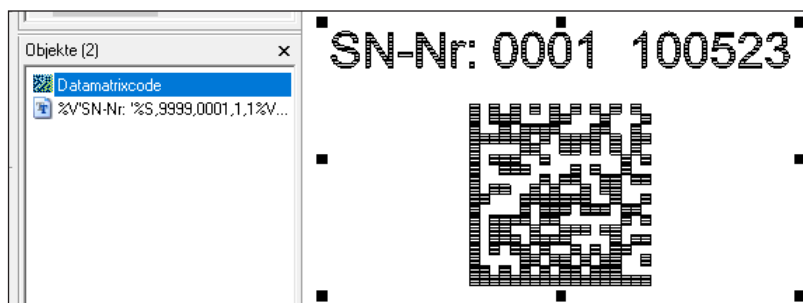 Objekte (2)
Datamatrixcode
%V'SN-Nr: '%S,9999,0001,1,1%V...
SN-Nr: 0001 100523